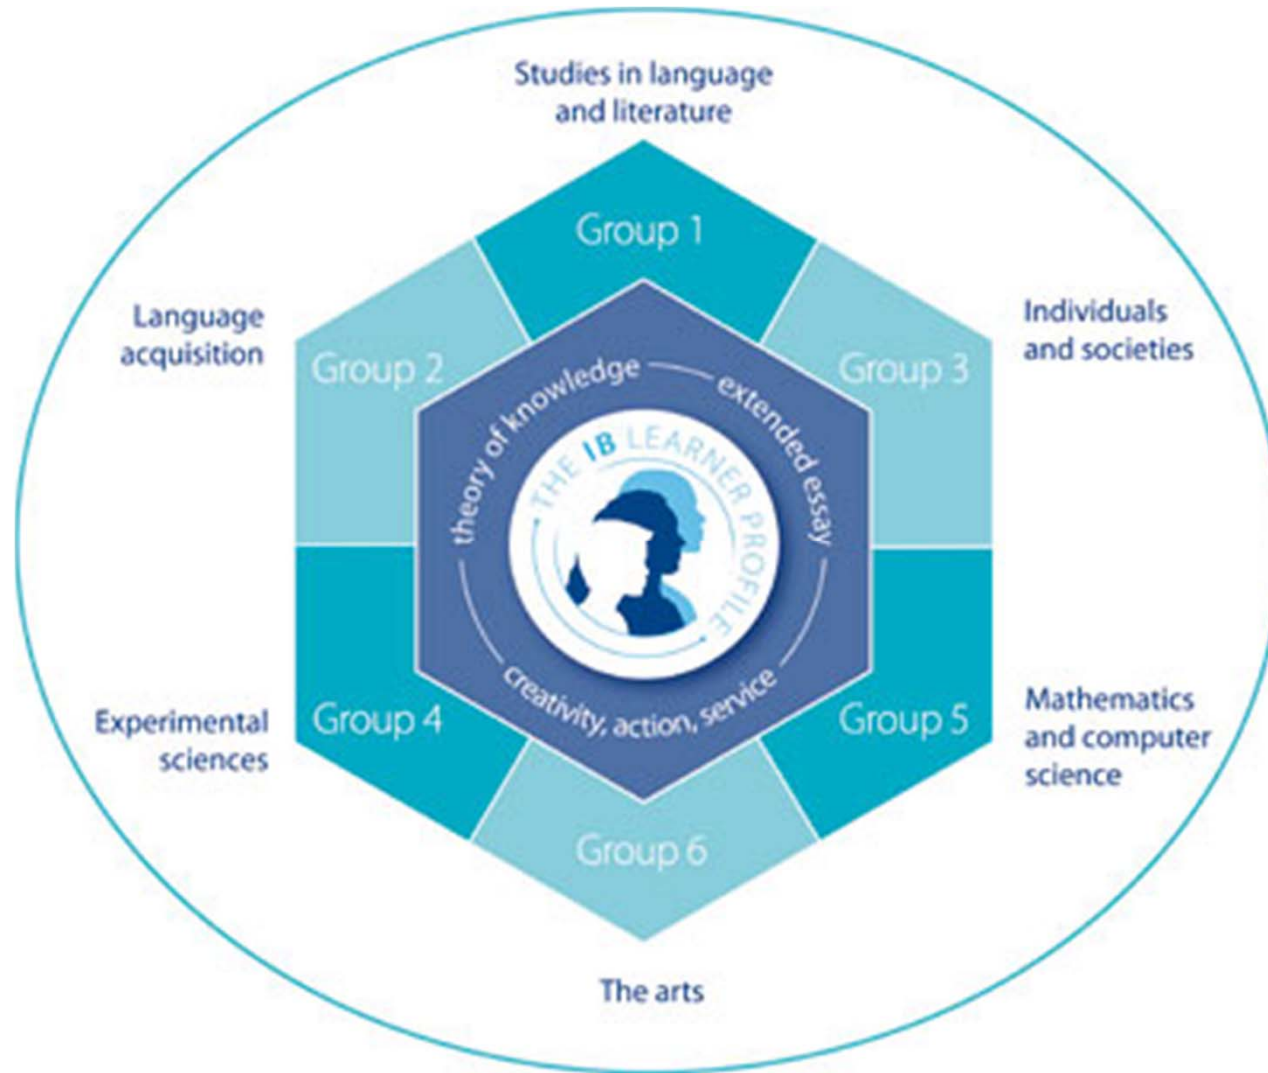 Studies in language
and literature
Group 1
Language
acquisition
Group 2
Individuals
and societies
Group 3
theory of knowledge
extended essay
THE IB LEARNER PROFILE
creativity, action, service
Experimental
sciences
Group 4
Mathematics
and computer
science
Group 5
Group 6
The arts